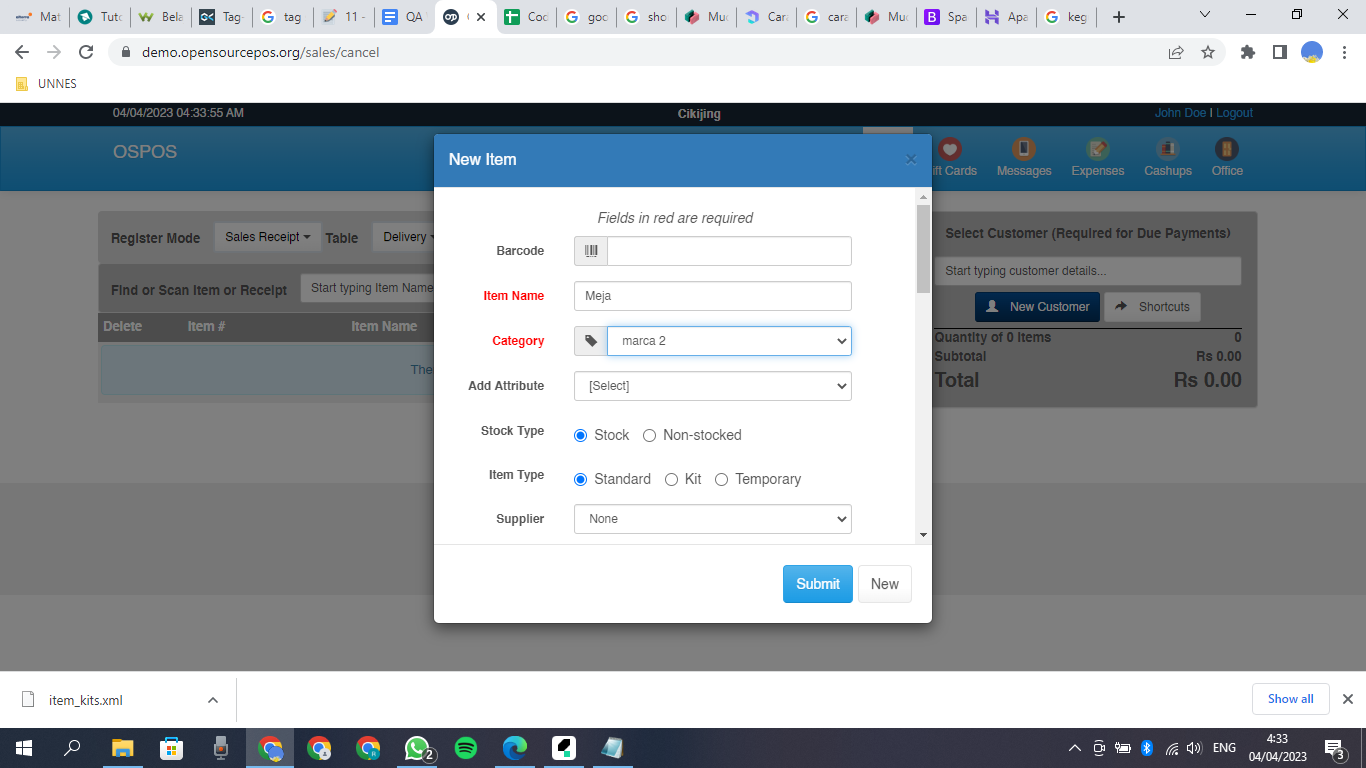 Mat
Tuto
Bela
Tag-
tag
11 -
QA
Cod
goo
sho
Muc
Cara
cara
Muc
Spa
Apa
keg
demo.opensourcepos.org/sales/cancel
UNNES
04/04/2023 04:33:55 AM
Cikijing
John Doe | Logout
OSPOS
ift Cards
Messages
Expenses
Cashups
Office
New Item
×
Fields in red are required
Barcode
Item Name
Meja
Category
marca 2
Add Attribute
[Select]
Stock Type
Stock
Non-stocked
Item Type
Standard
Kit
Temporary
Supplier
None
Submit
New
Register Mode
Sales Receipt
Table
Delivery
Find or Scan Item or Receipt
Start typing Item Name
Delete
Item #
Item Name
The
Select Customer (Required for Due Payments)
Start typing customer details...
New Customer
Shortcuts
Quantity of 0 Items
0
Subtotal
Rs 0.00
Total
Rs 0.00
item_kits.xml
Show all
2
ENG
4:33
04/04/2023
3